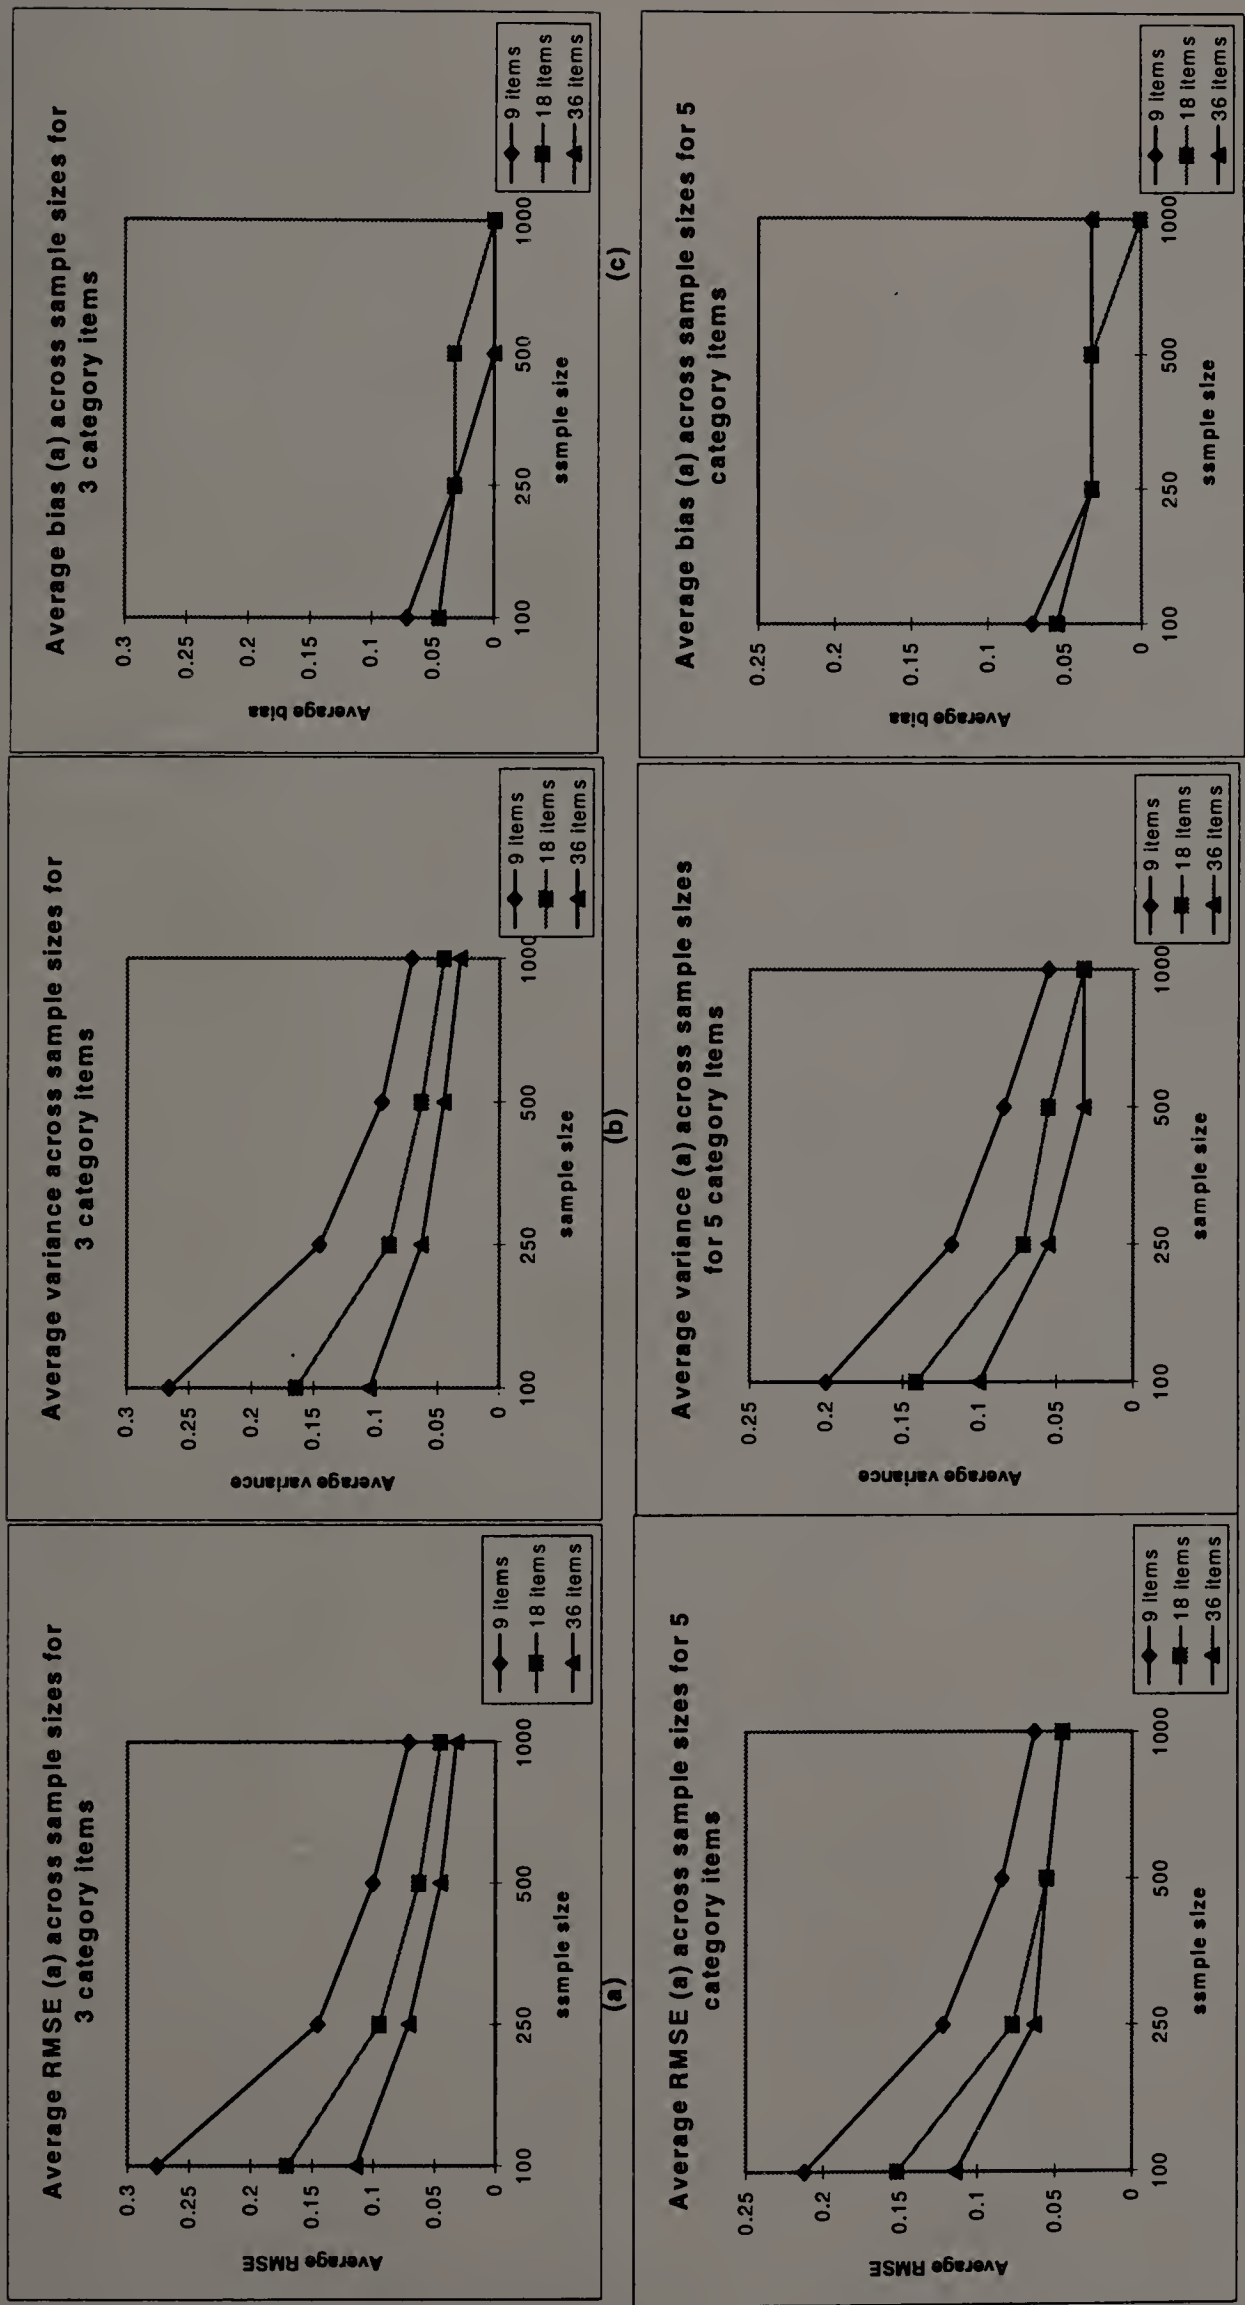 Average RMSE (a) across sample sizes for
3 category items
Average RMSE
0.3
0.25
0.2
0.15
0.1
0.05
0
100
250
500
1000
sample size
9 items
18 items
36 items
(a)
Average variance across sample sizes for
3 category items
Average variance
0.3
0.25
0.2
0.15
0.1
0.05
0
100
250
500
1000
sample size
9 items
18 items
36 items
(b)
Average bias (a) across sample sizes for
3 category items
Average bias
0.3
0.25
0.2
0.15
0.1
0.05
0
100
250
500
1000
sample size
9 items
18 items
36 items
(c)
Average RMSE (a) across sample sizes for 5
category items
Average RMSE
0.25
0.2
0.15
0.1
0.05
0
100
250
500
1000
sample size
9 items
18 items
36 items
Average variance (a) across sample sizes
for 5 category items
Average variance
0.25
0.2
0.15
0.1
0.05
0
100
250
500
1000
sample size
9 items
18 items
36 items
Average bias (a) across sample sizes for 5
category items
Average bias
0.25
0.2
0.15
0.1
0.05
0
100
250
500
1000
sample size
9 items
18 items
36 items